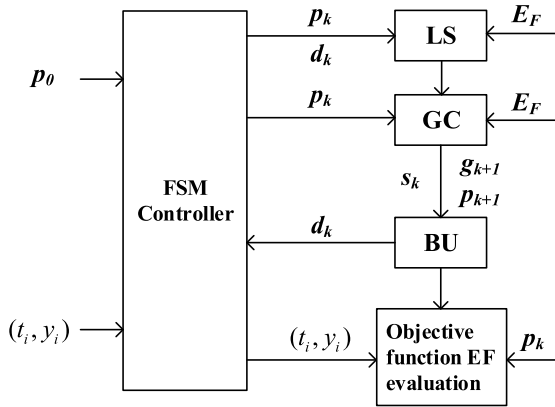 p_k
LS
E_F
d_k
p_0
p_k
GC
E_F
FSM
Controller
s_k
g_{k+1}
p_{k+1}
d_k
BU
(t_i, y_i)
(t_i, y_i)
Objective
function EF
evaluation
p_k